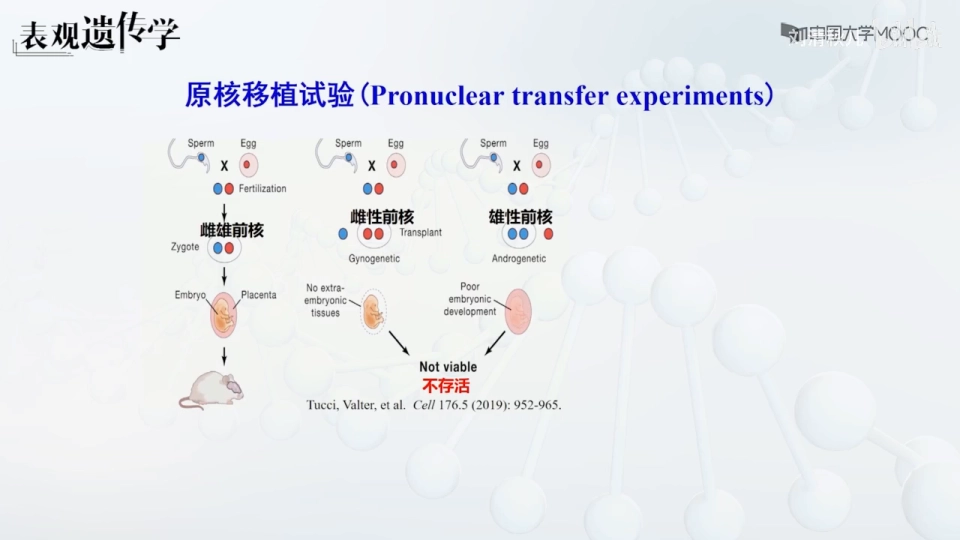 表观遗传学
中国大学MOOC
原核移植试验(Pronuclear transfer experiments)
Sperm Egg
X
Fertilization
雌雄前核
Zygote
Embryo
Placenta
Sperm Egg
X
雌性前核
Transplant
Gynogenetic
No extra-
embryonic
tissues
Sperm Egg
X
雄性前核
Androgenetic
Poor
embryonic
development
Not viable
不存活
Tucci, Valter, et al. Cell 176.5 (2019): 952-965.